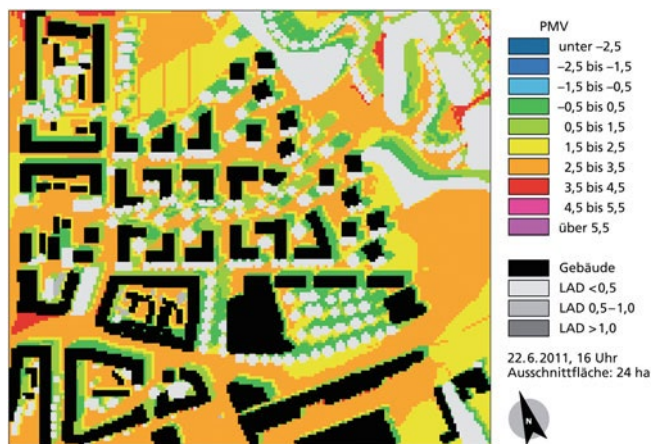 PMV
unter –2,5
–2,5 bis –1,5
–1,5 bis –0,5
–0,5 bis 0,5
0,5 bis 1,5
1,5 bis 2,5
2,5 bis 3,5
3,5 bis 4,5
4,5 bis 5,5
über 5,5
Gebäude
LAD <0,5
LAD 0,5–1,0
LAD >1,0
22.6.2011, 16 Uhr
Ausschnittfläche: 24 ha
N